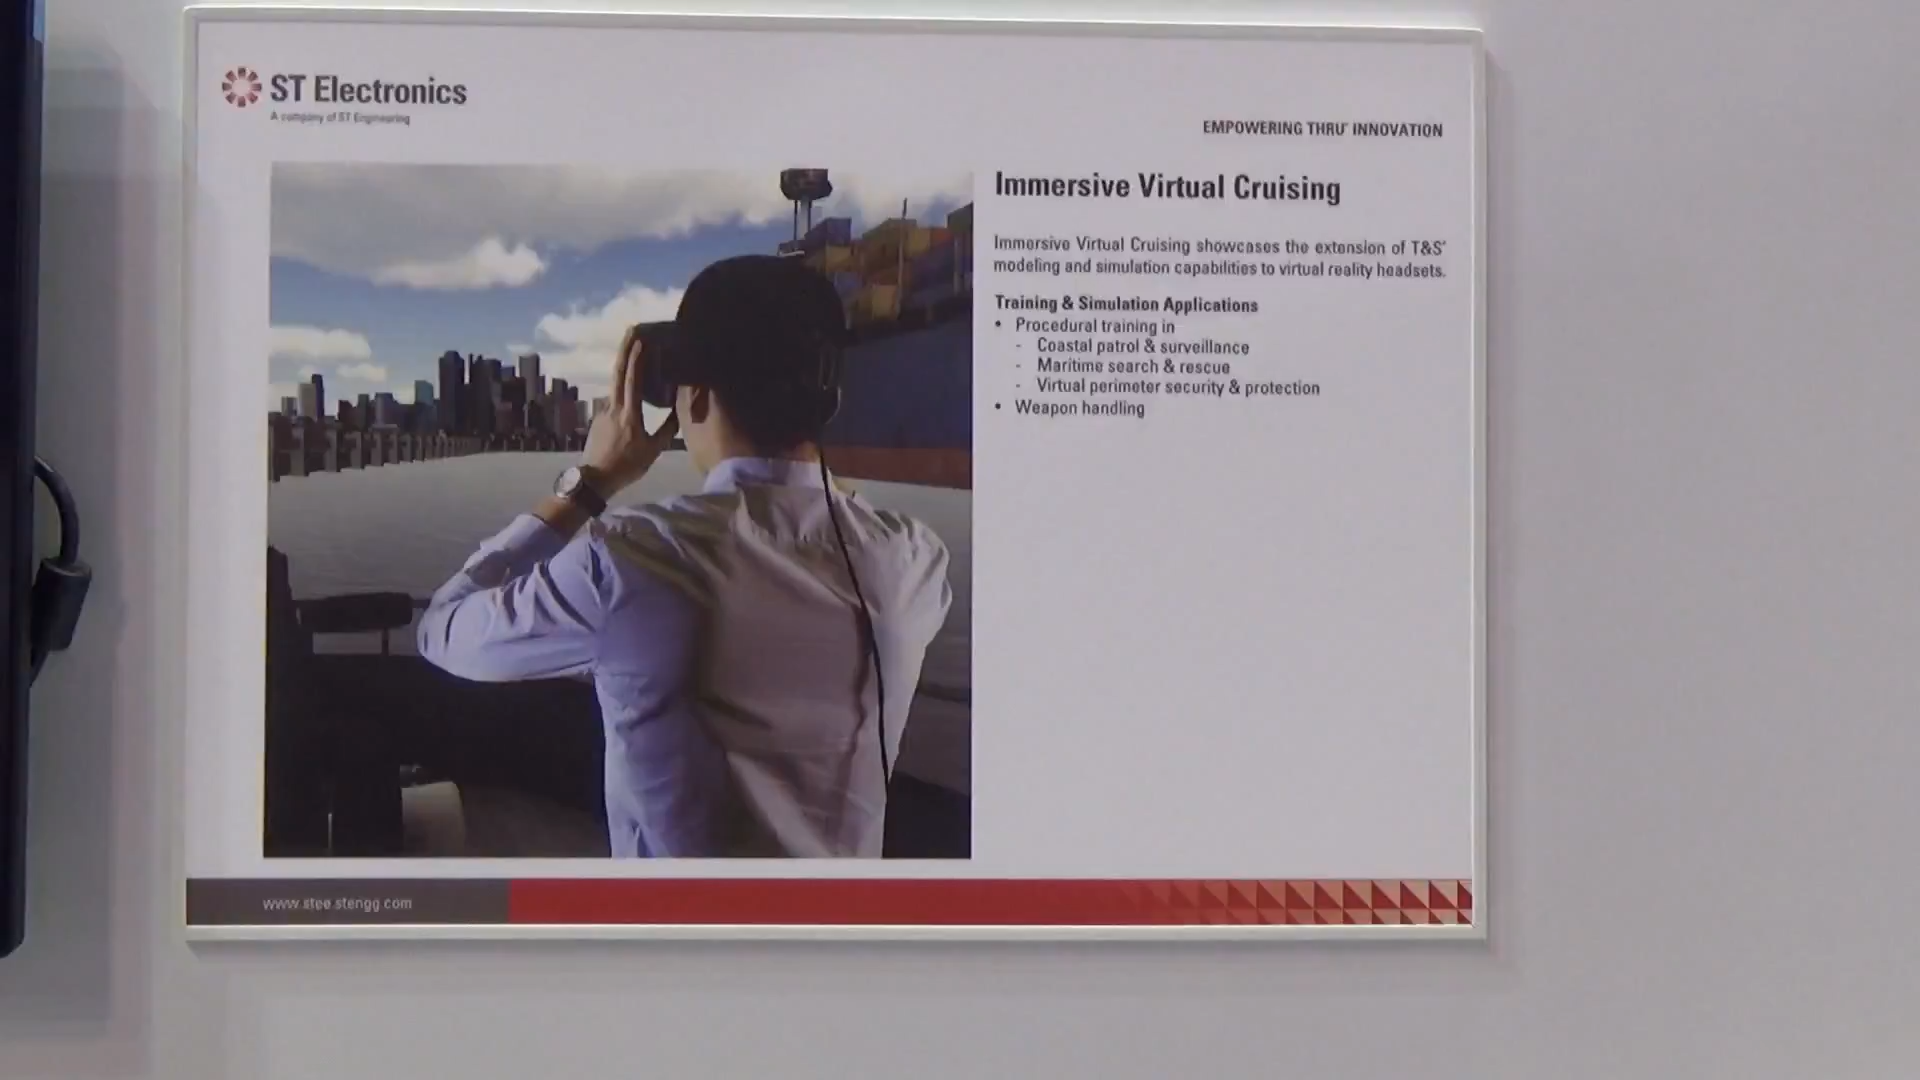 ST Electronics
A company of ST Engineering
EMPOWERING THRU' INNOVATION
Immersive Virtual Cruising
Immersive Virtual Cruising showcases the extension of T&S'
modeling and simulation capabilities to virtual reality headsets.
Training & Simulation Applications
• Procedural training in
- Coastal patrol & surveillance
- Maritime search & rescue
- Virtual perimeter security & protection
• Weapon handling
www.stee.stengg.com